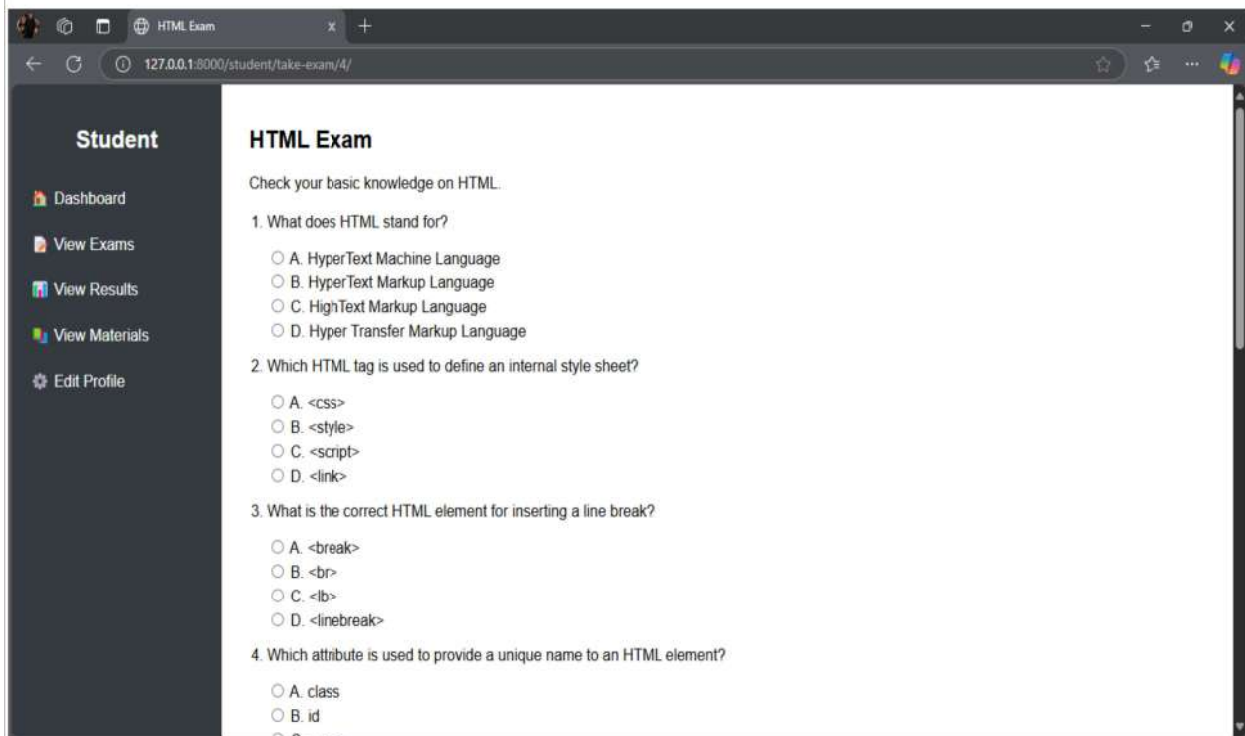 HTML Exam
127.0.0.1:8000/student/take-exam/4/
Student
Dashboard
View Exams
View Results
View Materials
Edit Profile
HTML Exam
Check your basic knowledge on HTML.
1. What does HTML stand for?
A. HyperText Machine Language
B. HyperText Markup Language
C. HighText Markup Language
D. Hyper Transfer Markup Language
2. Which HTML tag is used to define an internal style sheet?
A. <css>
B. <style>
C. <script>
D. <link>
3. What is the correct HTML element for inserting a line break?
A. <break>
B. <br>
C. <lb>
D. <linebreak>
4. Which attribute is used to provide a unique name to an HTML element?
A. class
B. id